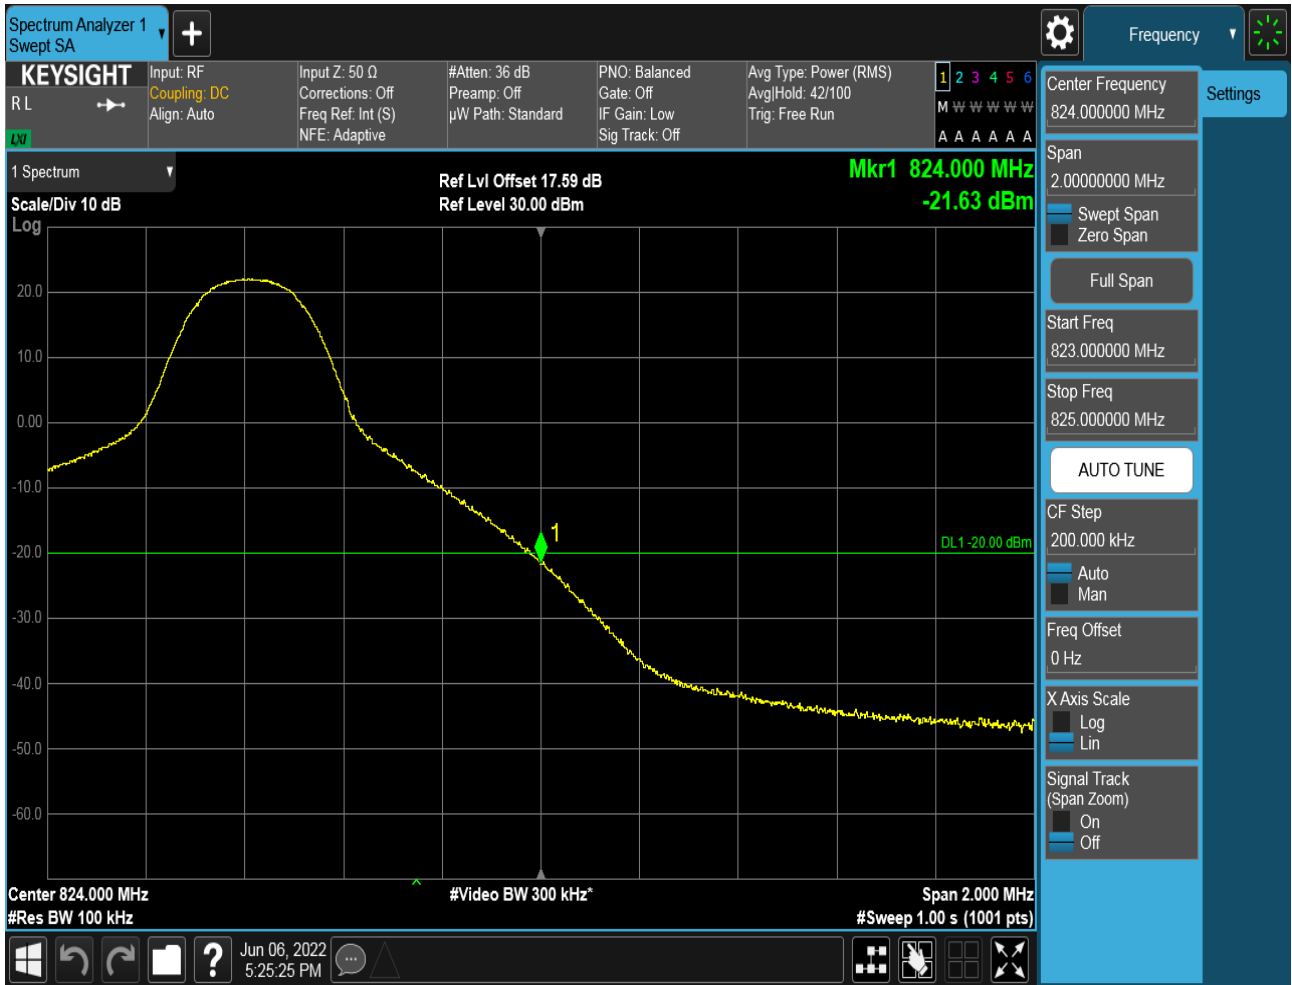 Spectrum Analyzer 1
Swept SA
Frequency
KEYSIGHT
R L
LXI
Input: RF
Coupling: DC
Align: Auto
Input Z: 50 Ω
Corrections: Off
Freq Ref: Int (S)
NFE: Adaptive
#Atten: 36 dB
Preamp: Off
µW Path: Standard
PNO: Balanced
Gate: Off
IF Gain: Low
Sig Track: Off
Avg Type: Power (RMS)
Avg|Hold: 42/100
Trig: Free Run
1 2 3 4 5 6
M W W W W W
A A A A A A
1 Spectrum
Scale/Div 10 dB
Log
Ref Lvl Offset 17.59 dB
Ref Level 30.00 dBm
Mkr1 824.000 MHz
-21.63 dBm
20.0
10.0
0.00
-10.0
-20.0
-30.0
-40.0
-50.0
-60.0
1
DL1 -20.00 dBm
Center 824.000 MHz
#Res BW 100 kHz
#Video BW 300 kHz*
Span 2.000 MHz
#Sweep 1.00 s (1001 pts)
Jun 06, 2022
5:25:25 PM
Center Frequency
824.000000 MHz
Settings
Span
2.00000000 MHz
Swept Span
Zero Span
Full Span
Start Freq
823.000000 MHz
Stop Freq
825.000000 MHz
AUTO TUNE
CF Step
200.000 kHz
Auto
Man
Freq Offset
0 Hz
X Axis Scale
Log
Lin
Signal Track
(Span Zoom)
On
Off